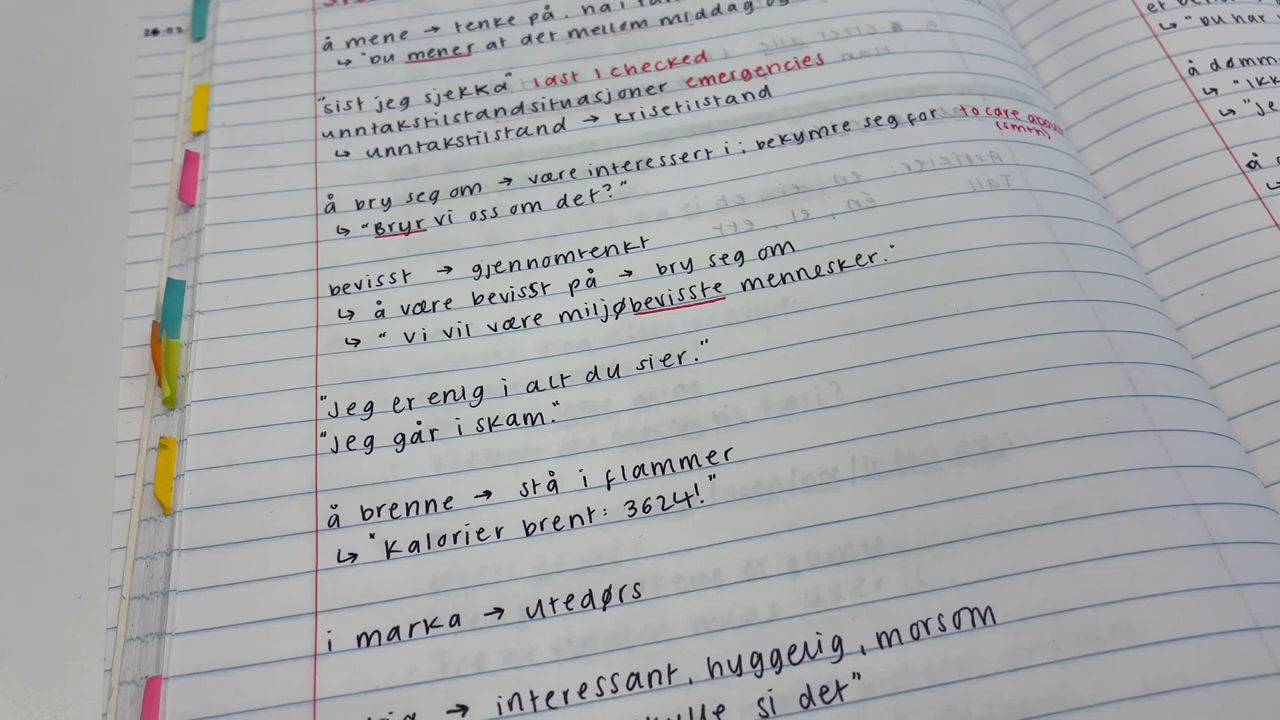 å mene → tenke på,
↳ "Du mener at det mellom middag og
"sist jeg sjekka" last I checked
unntakstilstandsituasjoner emergencies
↳ unntakstilstand → krisetilstand
å bry seg om → være interessert i; bekymre seg for to care about
(smth)
↳ "Bryr vi oss om det?"
bevisst → gjennomtenkt
↳ å være bevisst på → bry seg om
↳ "Vi vil være miljøbevisste mennesker."
"Jeg er enig i alt du sier."
"Jeg går i skam."
å brenne → stå i flammer
↳ "Kalorier brent: 3624!"
i marka → utedørs
→ interessant, hyggelig, morsom
si det"
↳ "Du har
å dømm
↳ "Ikk
↳ "Je
å